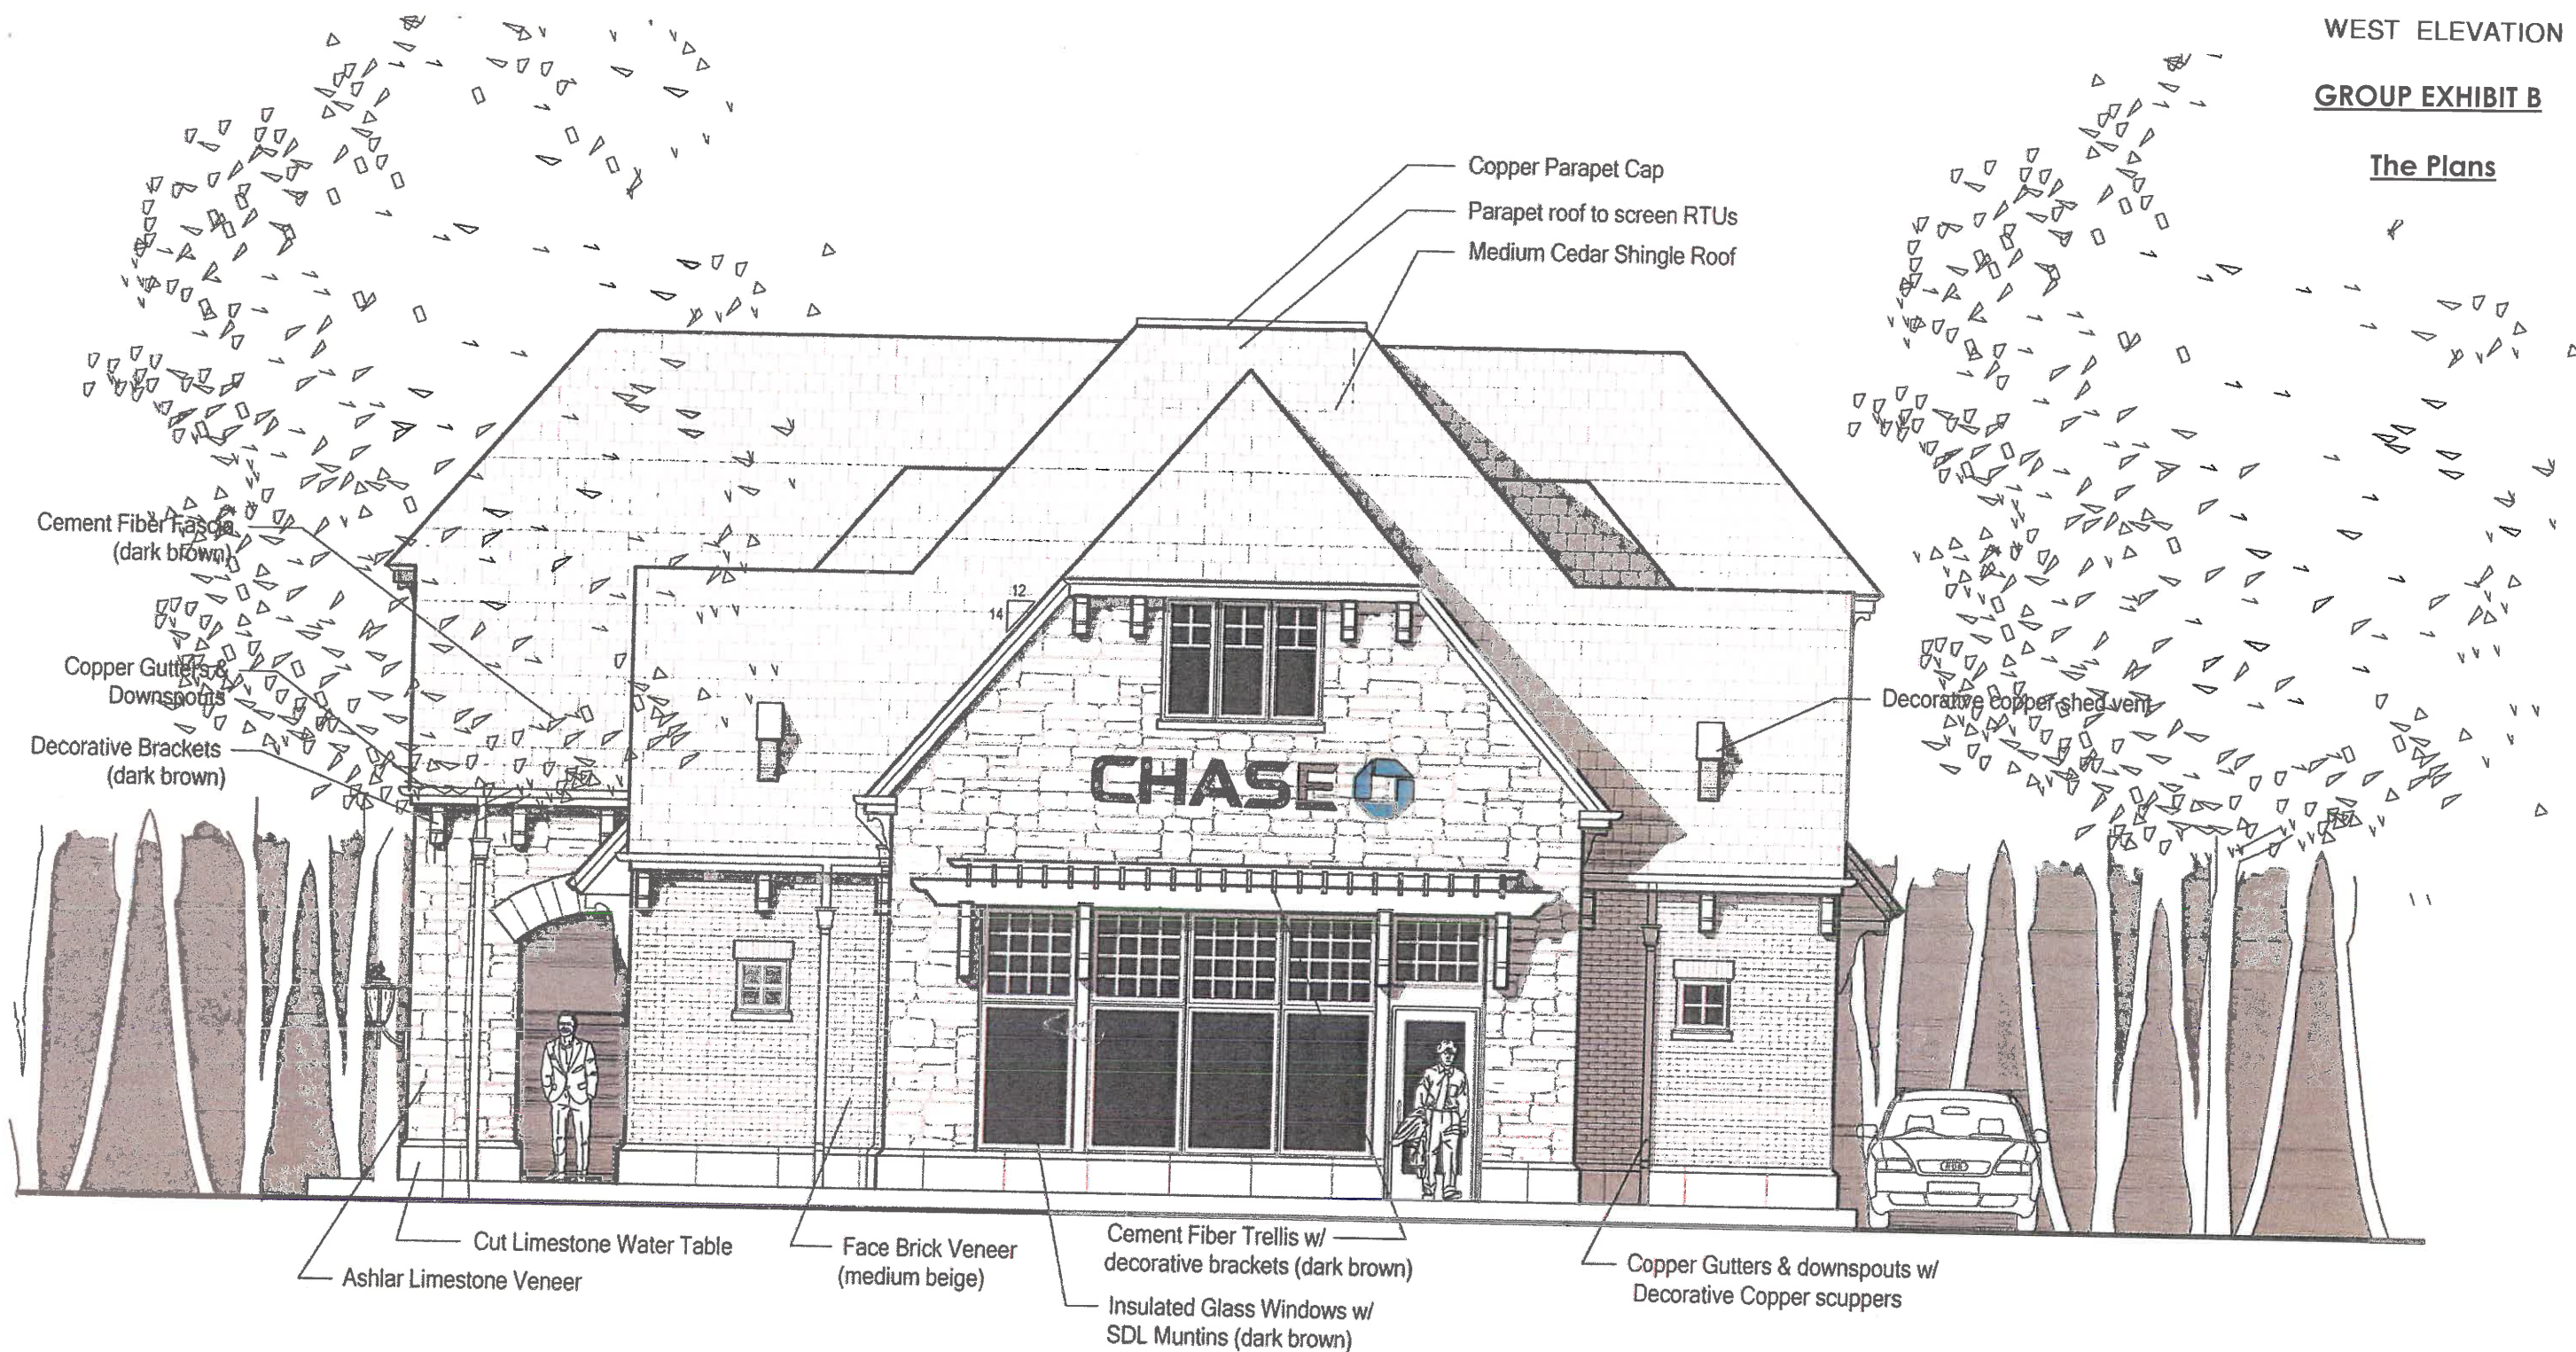 WEST ELEVATION
GROUP EXHIBIT B
The Plans
Copper Parapet Cap
Parapet roof to screen RTUs
Medium Cedar Shingle Roof
Cement Fiber Fascia
(dark brown)
12
14
Copper Gutters &
Downspouts
Decorative Brackets
(dark brown)
Decorative copper shed vent
CHASE
Cut Limestone Water Table
Ashlar Limestone Veneer
Face Brick Veneer
(medium beige)
Cement Fiber Trellis w/
decorative brackets (dark brown)
Insulated Glass Windows w/
SDL Muntins (dark brown)
Copper Gutters & downspouts w/
Decorative Copper scuppers